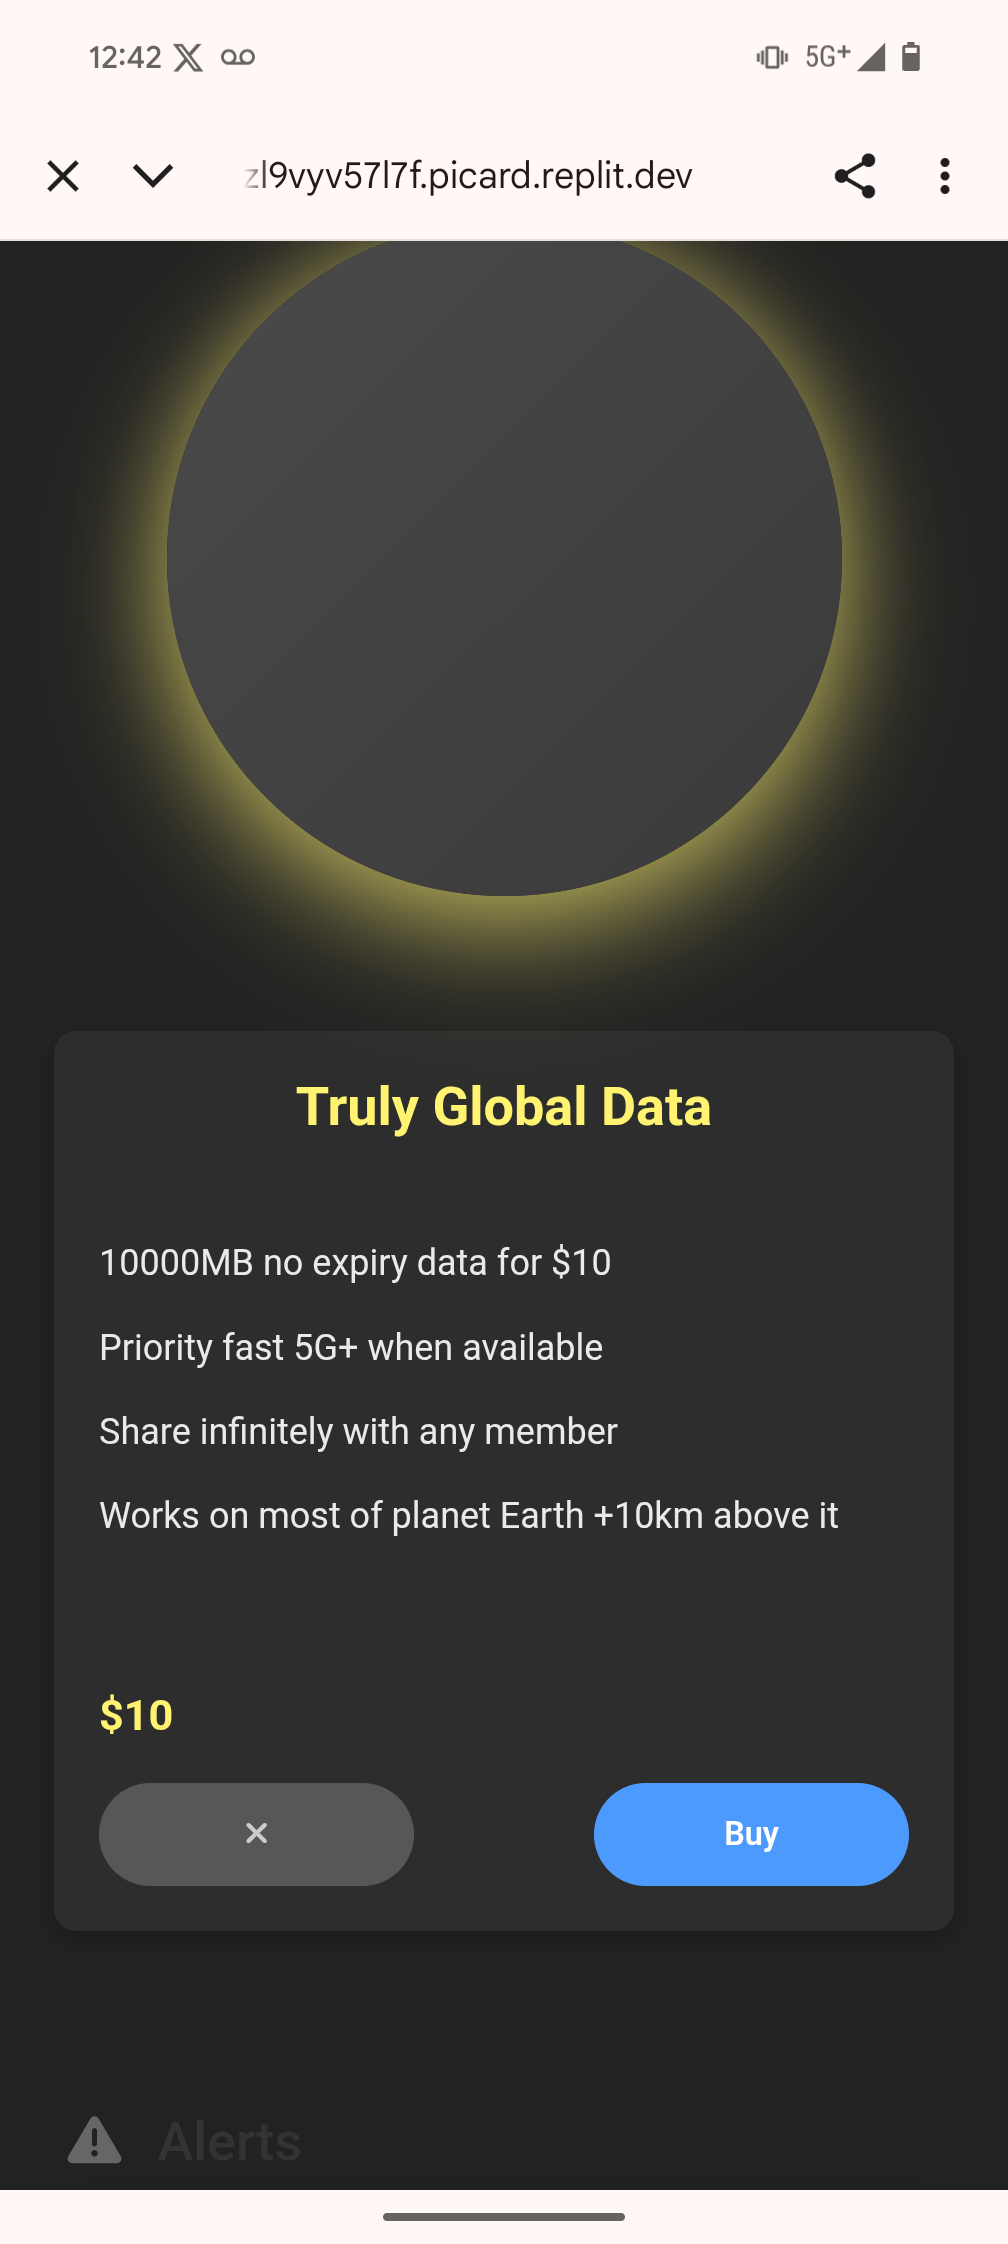 12:42
5G+
zl9vyv57l7f.picard.replit.dev
Truly Global Data
10000MB no expiry data for $10
Priority fast 5G+ when available
Share infinitely with any member
Works on most of planet Earth +10km above it
$10
× Buy
Alerts